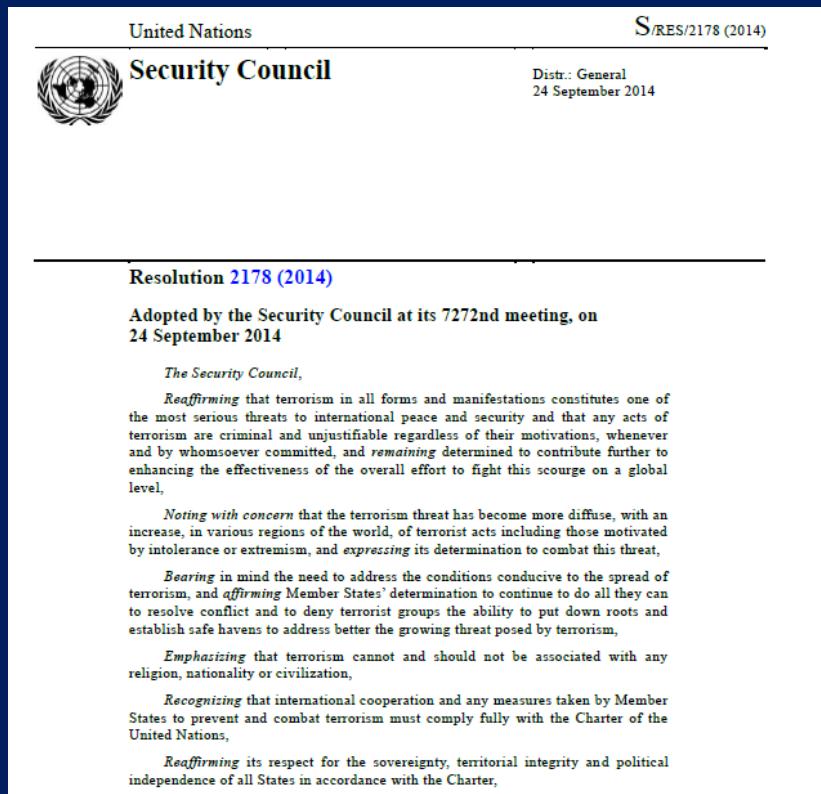 United Nations
S/RES/2178 (2014)
Security Council
Distr.: General
24 September 2014
Resolution 2178 (2014)
Adopted by the Security Council at its 7272nd meeting, on
24 September 2014
The Security Council,
Reaffirming that terrorism in all forms and manifestations constitutes one of
the most serious threats to international peace and security and that any acts of
terrorism are criminal and unjustifiable regardless of their motivations, whenever
and by whomsoever committed, and remaining determined to contribute further to
enhancing the effectiveness of the overall effort to fight this scourge on a global
level,
Noting with concern that the terrorism threat has become more diffuse, with an
increase, in various regions of the world, of terrorist acts including those motivated
by intolerance or extremism, and expressing its determination to combat this threat,
Bearing in mind the need to address the conditions conducive to the spread of
terrorism, and affirming Member States’ determination to continue to do all they can
to resolve conflict and to deny terrorist groups the ability to put down roots and
establish safe havens to address better the growing threat posed by terrorism,
Emphasizing that terrorism cannot and should not be associated with any
religion, nationality or civilization,
Recognizing that international cooperation and any measures taken by Member
States to prevent and combat terrorism must comply fully with the Charter of the
United Nations,
Reaffirming its respect for the sovereignty, territorial integrity and political
independence of all States in accordance with the Charter,